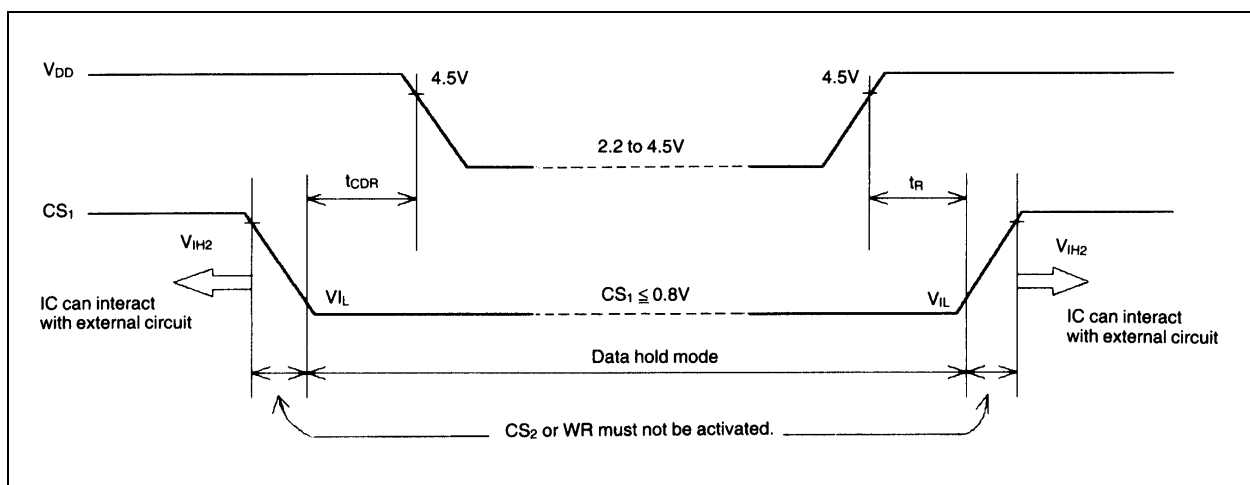 VDD
4.5V
4.5V
2.2 to 4.5V
tCDR
tR
CS1
VIH2
VIH2
VIL
CS1 ≦ 0.8V
VIL
IC can interact
with external circuit
IC can interact
with external circuit
Data hold mode
CS2 or WR must not be activated.